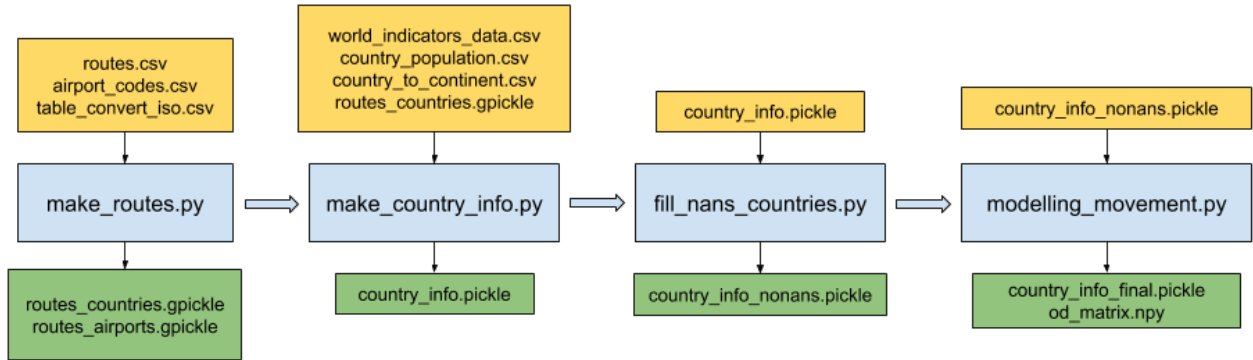 routes.csv
airport_codes.csv
table_convert_iso.csv
make_routes.py
routes_countries.gpickle
routes_airports.gpickle
world_indicators_data.csv
country_population.csv
country_to_continent.csv
routes_countries.gpickle
make_country_info.py
country_info.pickle
country_info.pickle
fill_nans_countries.py
country_info_nonans.pickle
country_info_nonans.pickle
modelling_movement.py
country_info_final.pickle
od_matrix.npy